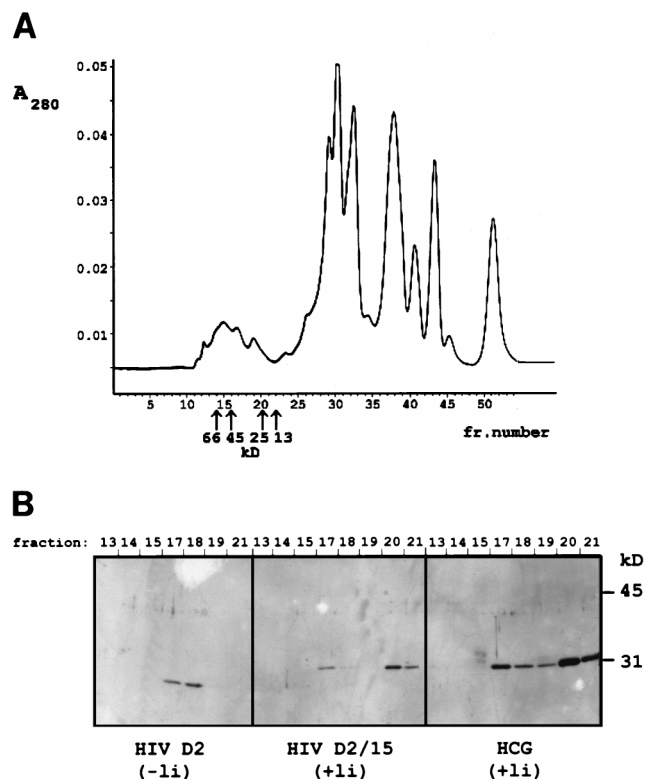 A
A280
0.05
0.04
0.03
0.02
0.01
5 10 15 20 25 30 35 40 45 50
66 45 25 13
kD
fr.number
B
fraction: 13 14 15 17 18 19 21 13 14 15 17 18 19 20 21 13 14 15 17 18 19 20 21
kD
45
31
HIV D2 HIV D2/15 HCG
(-li) (+li) (+li)